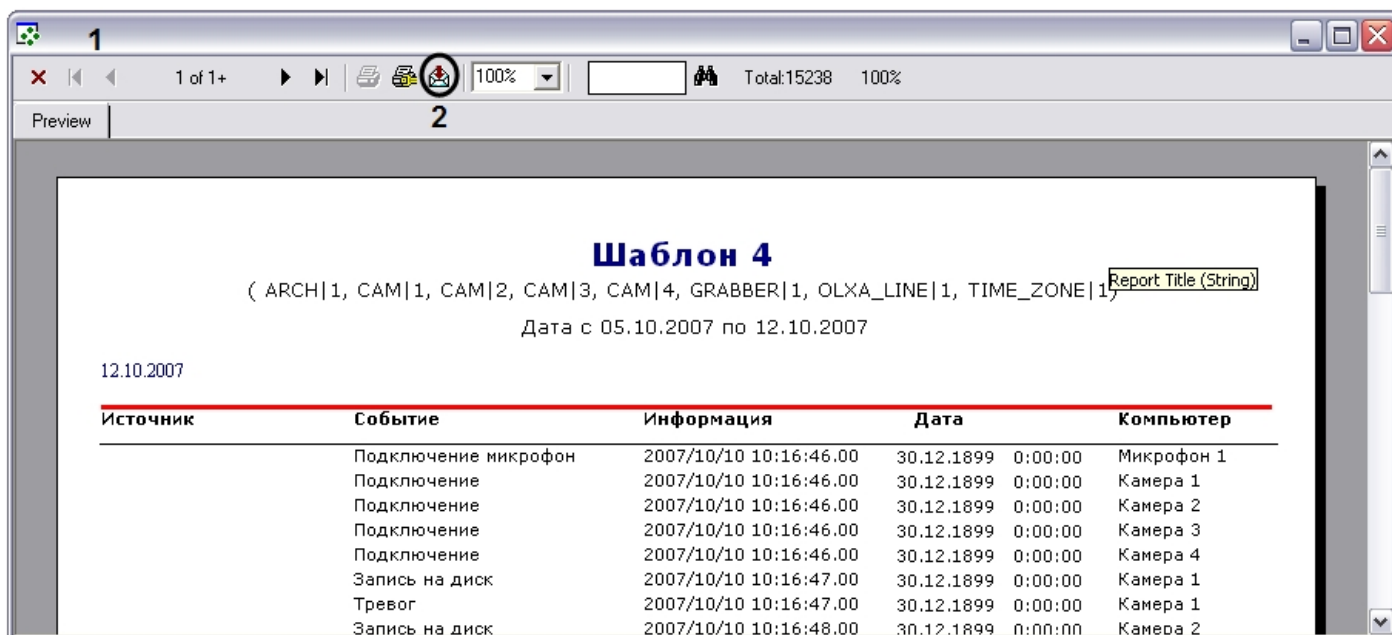 1
1 of 1+ 100% Total:15238 100%
2
Preview
Шаблон 4
( ARCH|1, CAM|1, CAM|2, CAM|3, CAM|4, GRABBER|1, OLXA_LINE|1, TIME_ZONE|1)
Report Title (String)
Дата с 05.10.2007 по 12.10.2007
12.10.2007
Источник Событие Информация Дата Компьютер
Подключение микрофон 2007/10/10 10:16:46.00 30.12.1899 0:00:00 Микрофон 1
Подключение 2007/10/10 10:16:46.00 30.12.1899 0:00:00 Камера 1
Подключение 2007/10/10 10:16:46.00 30.12.1899 0:00:00 Камера 2
Подключение 2007/10/10 10:16:46.00 30.12.1899 0:00:00 Камера 3
Подключение 2007/10/10 10:16:46.00 30.12.1899 0:00:00 Камера 4
Запись на диск 2007/10/10 10:16:47.00 30.12.1899 0:00:00 Камера 1
Тревог 2007/10/10 10:16:47.00 30.12.1899 0:00:00 Камера 1
Запись на диск 2007/10/10 10:16:48.00 30.12.1899 0:00:00 Камера 2